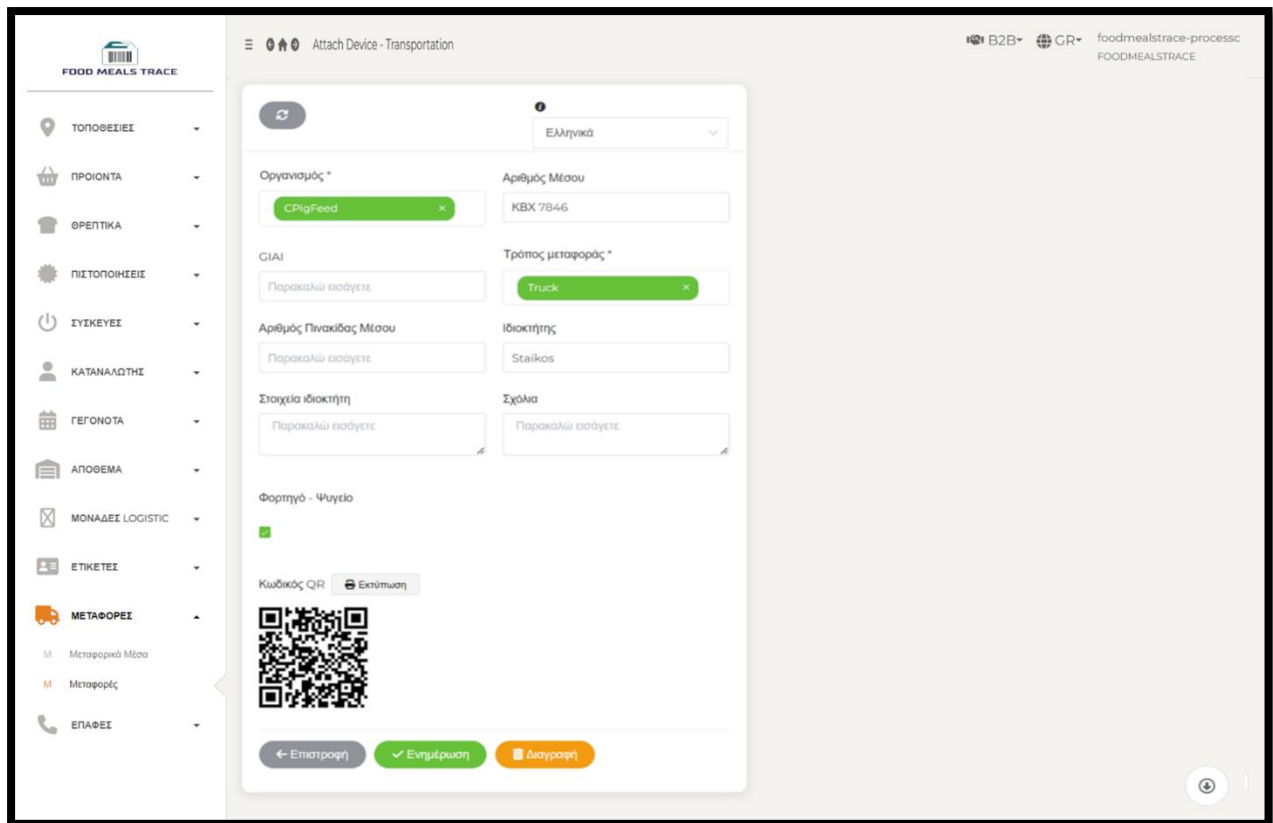 FOOD MEALS TRACE
Attach Device - Transportation
B2B
GR
foodmealstrace-processc
FOODMEALSTRACE
ΤΟΠΟΘΕΣΙΕΣ
ΠΡΟΙΟΝΤΑ
ΘΡΕΠΤΙΚΑ
ΠΙΣΤΟΠΟΙΗΣΕΙΣ
ΣΥΣΚΕΥΕΣ
ΚΑΤΑΝΑΛΩΤΗΣ
ΓΕΓΟΝΟΤΑ
ΑΠΟΘΕΜΑ
ΜΟΝΑΔΕΣ LOGISTIC
ΕΤΙΚΕΤΕΣ
ΜΕΤΑΦΟΡΕΣ
Μ Μεταφορικά Μέσα
Μ Μεταφορές
ΕΠΑΦΕΣ
Ελληνικά
Οργανισμός *
CPigFeed ×
Αριθμός Μέσου
KBX 7846
GIAI
Παρακαλώ εισάγετε
Τρόπος μεταφοράς *
Truck ×
Αριθμός Πινακίδας Μέσου
Παρακαλώ εισάγετε
Ιδιοκτήτης
Staikos
Στοιχεία ιδιοκτήτη
Παρακαλώ εισάγετε
Σχόλια
Παρακαλώ εισάγετε
Φορτηγό - Ψυγείο
Κωδικός QR
Εκτύπωση
Επιστροφή
Ενημέρωση
Διαγραφή